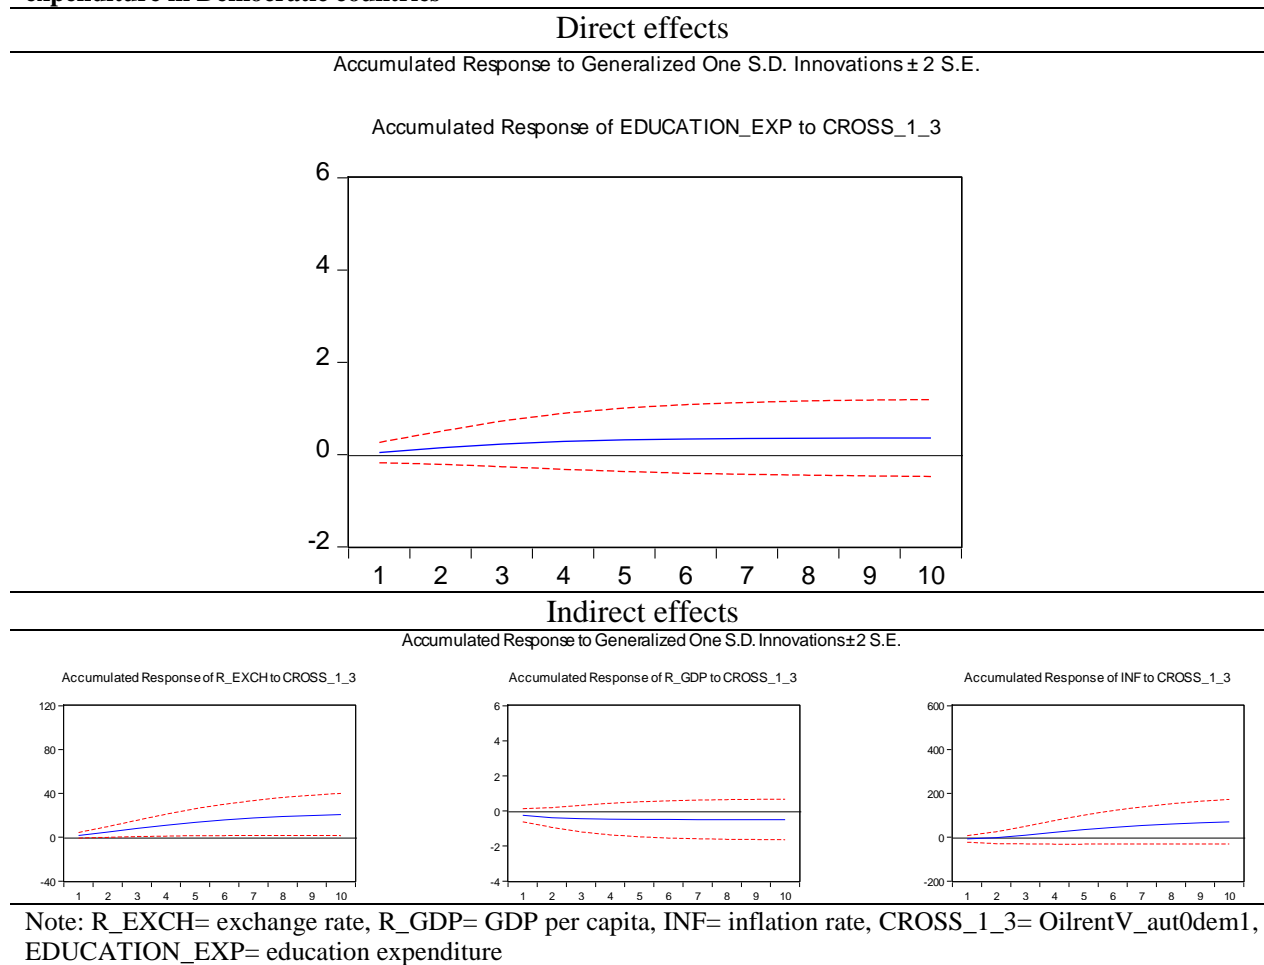 expenditure in Democratic countries
Direct effects
Accumulated Response to Generalized One S.D. Innovations ± 2 S.E.
Accumulated Response of EDUCATION_EXP to CROSS_1_3
6
4
2
0
-2
1 2 3 4 5 6 7 8 9 10
Indirect effects
Accumulated Response to Generalized One S.D. Innovations ± 2 S.E.
Accumulated Response of R_EXCH to CROSS_1_3
120
80
40
0
-40
1 2 3 4 5 6 7 8 9 10
Accumulated Response of R_GDP to CROSS_1_3
6
4
2
0
-2
-4
1 2 3 4 5 6 7 8 9 10
Accumulated Response of INF to CROSS_1_3
600
400
200
0
-200
1 2 3 4 5 6 7 8 9 10
Note: R_EXCH= exchange rate, R_GDP= GDP per capita, INF= inflation rate, CROSS_1_3= OilrentV_aut0dem1,
EDUCATION_EXP= education expenditure